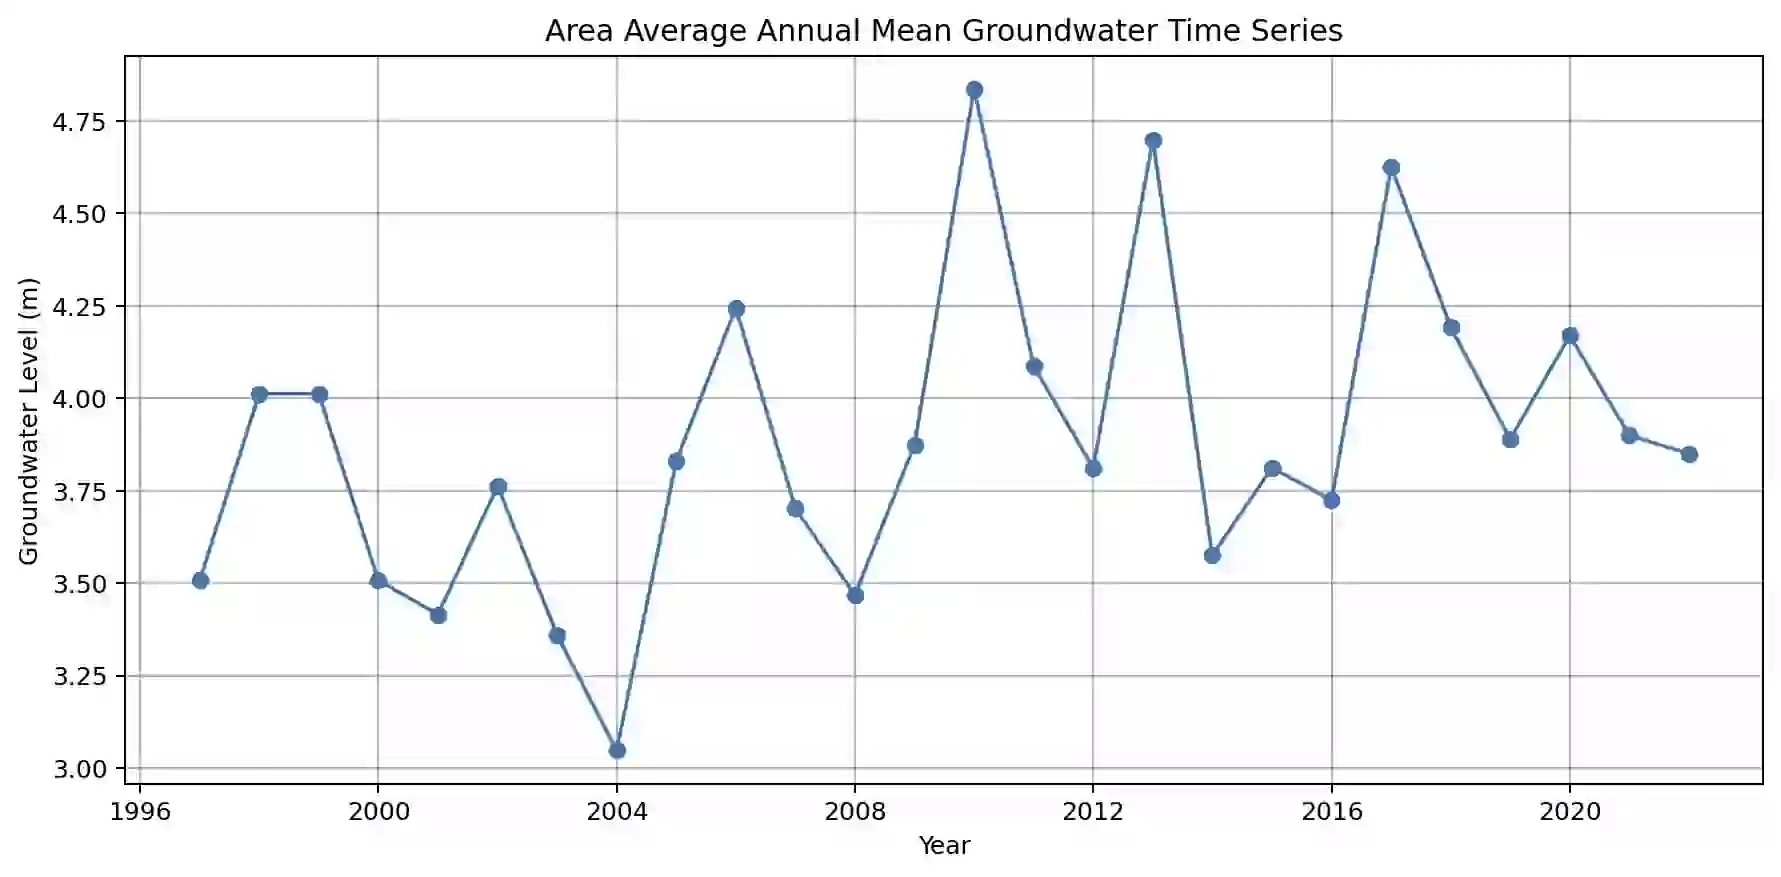 Area Average Annual Mean Groundwater Time Series
Groundwater Level (m)
4.75
4.50
4.25
4.00
3.75
3.50
3.25
3.00
1996 2000 2004 2008 2012 2016 2020
Year